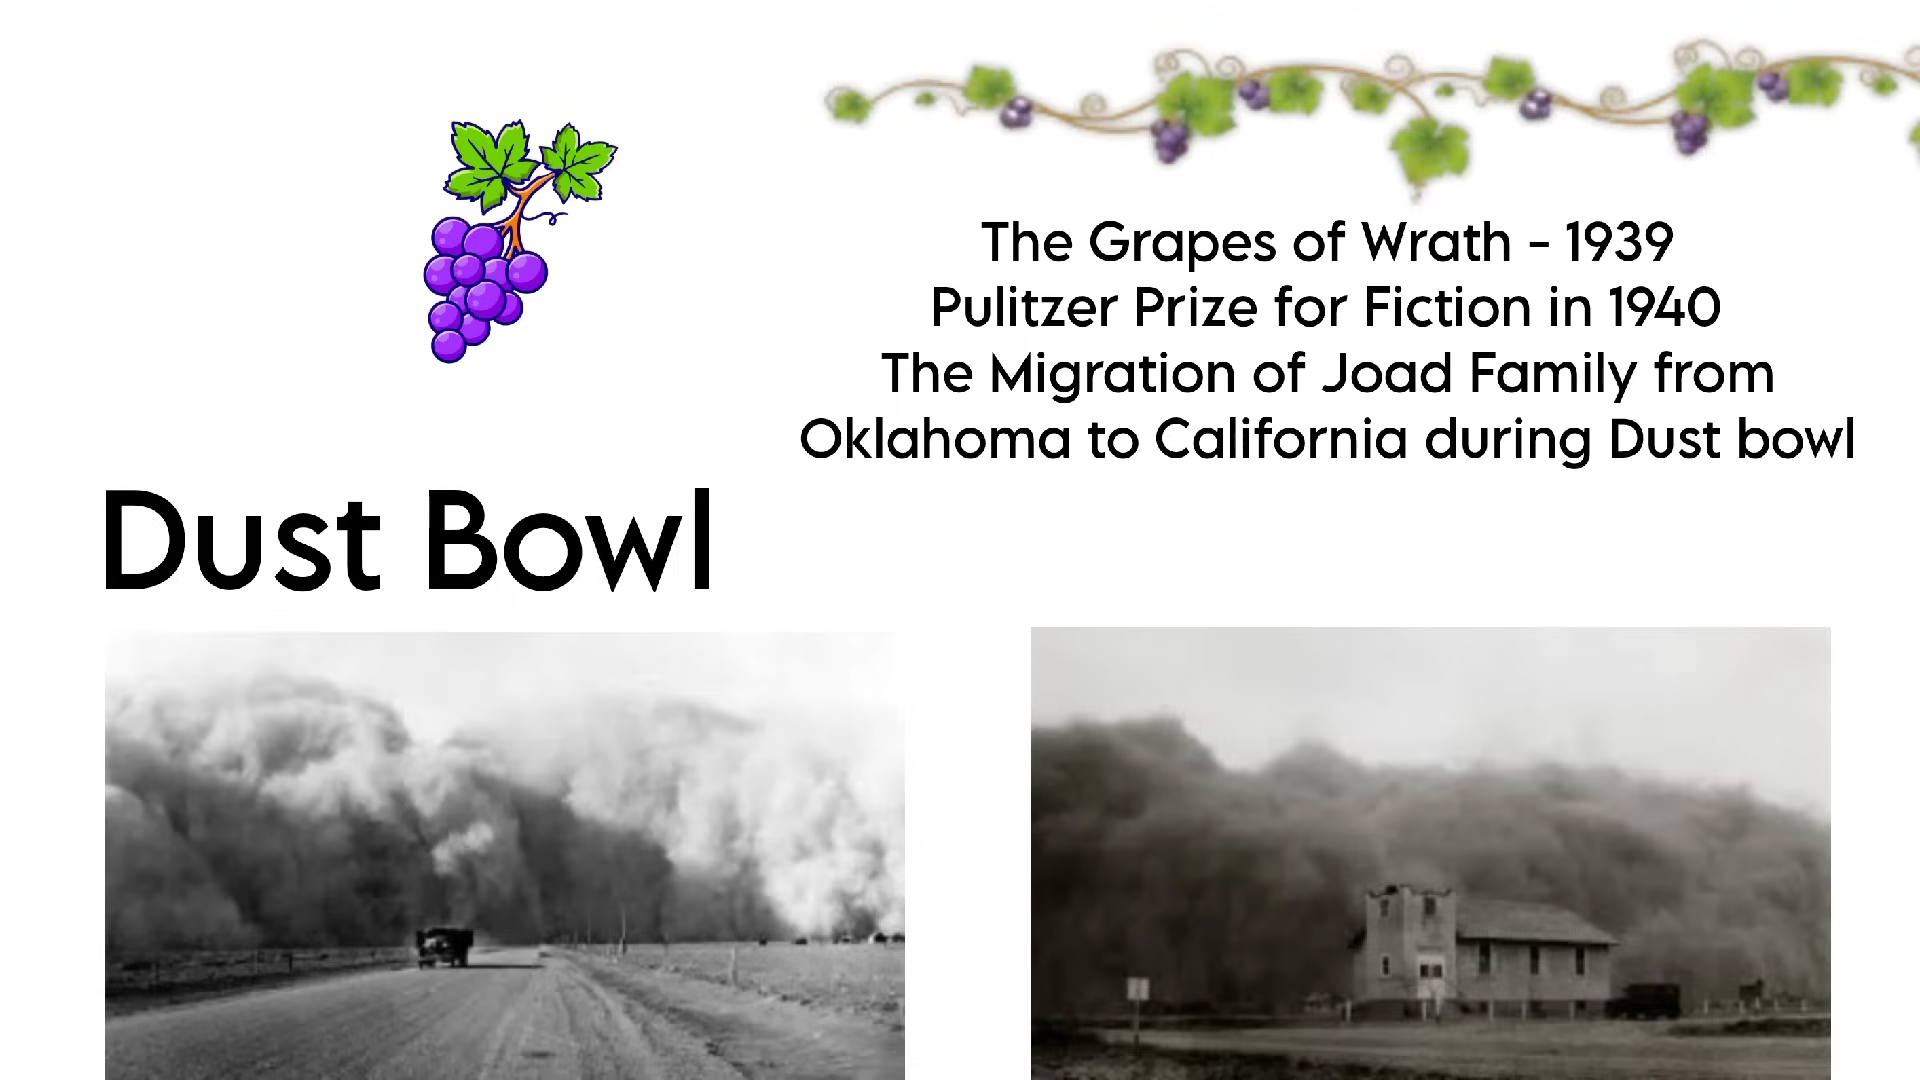 The Grapes of Wrath - 1939
Pulitzer Prize for Fiction in 1940
The Migration of Joad Family from
Oklahoma to California during Dust bowl
Dust Bowl